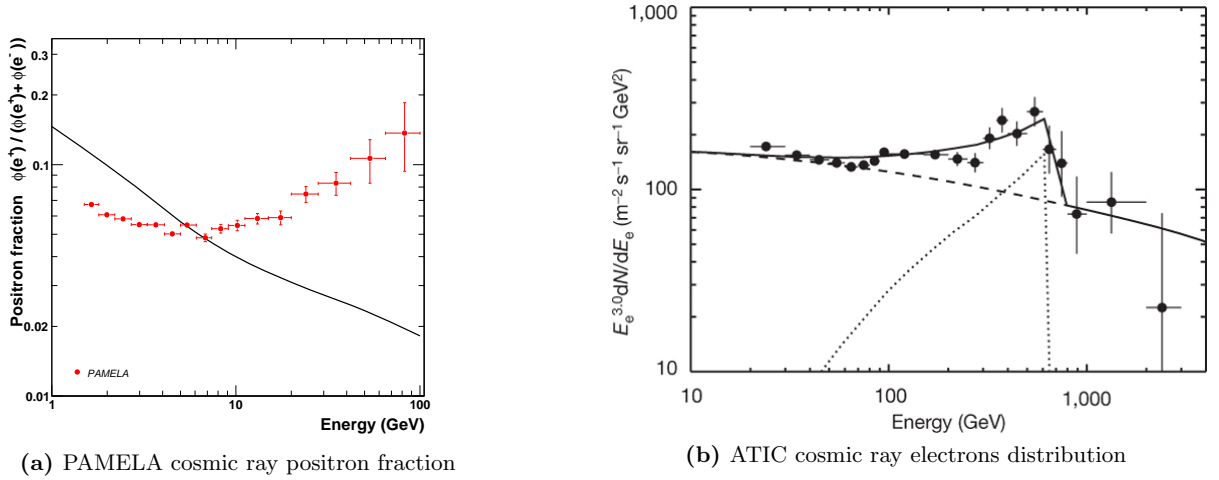 0.3
0.2
0.1
0.02
0.01
Positron fraction ϕ(e⁺) / (ϕ(e⁺)+ ϕ(e⁻))
PAMELA
1 10 100
Energy (GeV)
(a) PAMELA cosmic ray positron fraction
1,000
100
10
E_e^3.0 dN/dE_e (m⁻² s⁻¹ sr⁻¹ GeV²)
10 100 1,000
Energy (GeV)
(b) ATIC cosmic ray electrons distribution